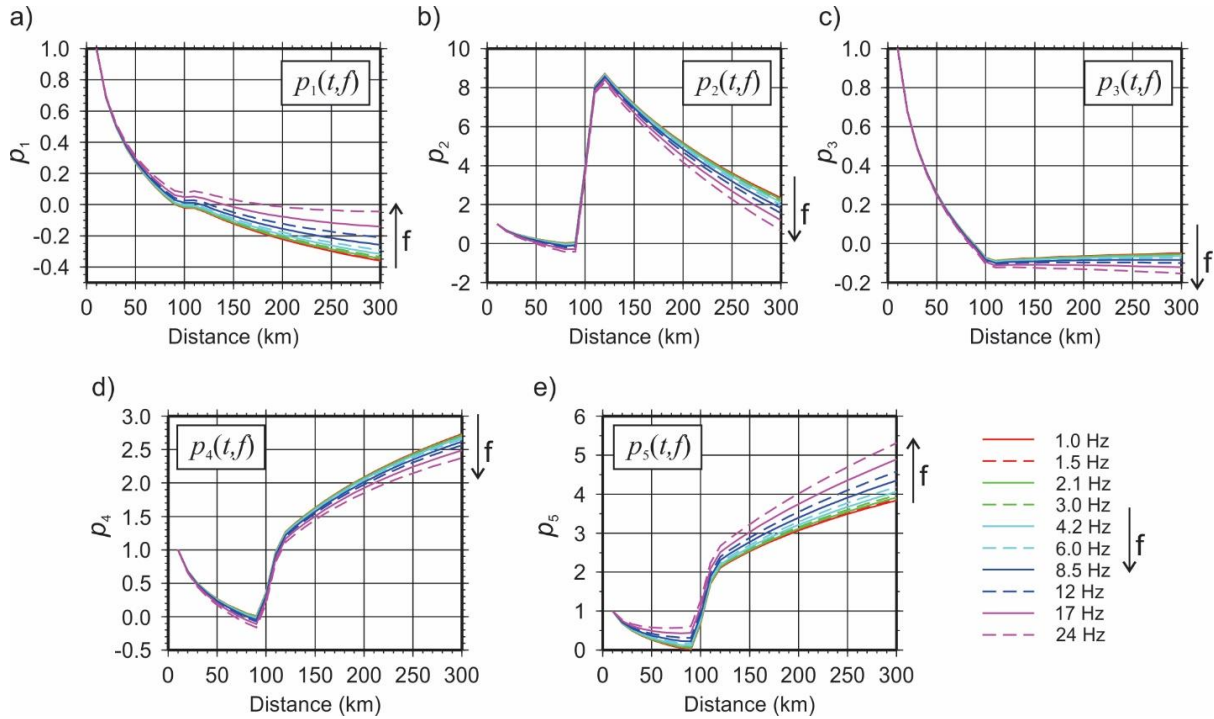 a)
b)
c)
1.0
0.8
0.6
0.4
0.2
0.0
-0.2
-0.4
p1
p1(t,f)
f
0 50 100 150 200 250 300
Distance (km)
10
8
6
4
2
0
-2
p2
p2(t,f)
f
0 50 100 150 200 250 300
Distance (km)
1.0
0.8
0.6
0.4
0.2
0.0
-0.2
p3
p3(t,f)
f
0 50 100 150 200 250 300
Distance (km)
d)
e)
3.0
2.5
2.0
1.5
1.0
0.5
0.0
-0.5
p4
p4(t,f)
f
0 50 100 150 200 250 300
Distance (km)
6
5
4
3
2
1
0
p5
p5(t,f)
f
0 50 100 150 200 250 300
Distance (km)
1.0 Hz
1.5 Hz
2.1 Hz
3.0 Hz
4.2 Hz
6.0 Hz
8.5 Hz
12 Hz
17 Hz
24 Hz
f